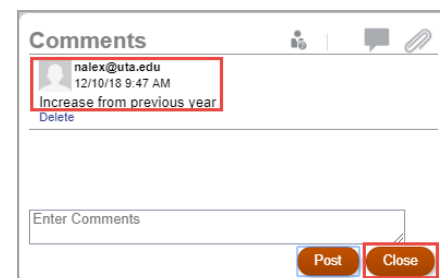 Comments
nalex@uta.edu
12/10/18 9:47 AM
Increase from previous year
Delete
Enter Comments
Post Close